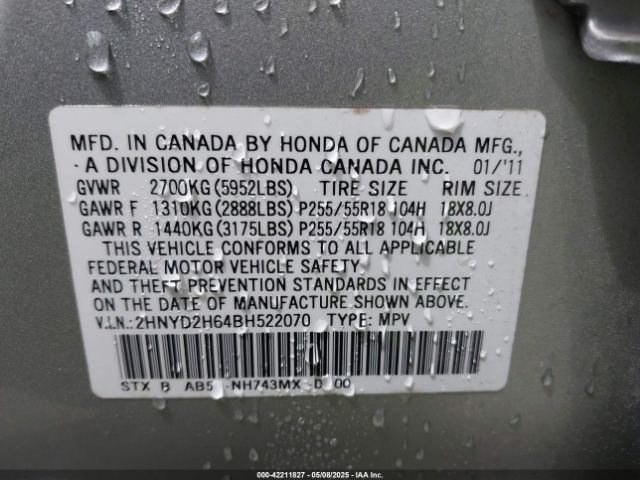 MFD. IN CANADA BY HONDA OF CANADA MFG.,
A DIVISION OF HONDA CANADA INC. 01/'11
GVWR 2700KG(5952LBS) TIRE SIZE RIM SIZE
GAWR F 1310KG(2888LBS) P255/55R18 104H 18X8.0J
GAWR R 1440KG(3175LBS) P255/55R18 104H 18X8.0J
THIS VEHICLE CONFORMS TO ALL APPLICABLE
FEDERAL MOTOR VEHICLE SAFETY
AND THEFT PREVENTION STANDARDS IN EFFECT
ON THE DATE OF MANUFACTURE SHOWN ABOVE.
V.I.N.: 2HNYD2H64BH522070 TYPE: MPV
STX B AB5 -NH743MX -D 00
000-42211827 - 05/08/2025 - IAA Inc.